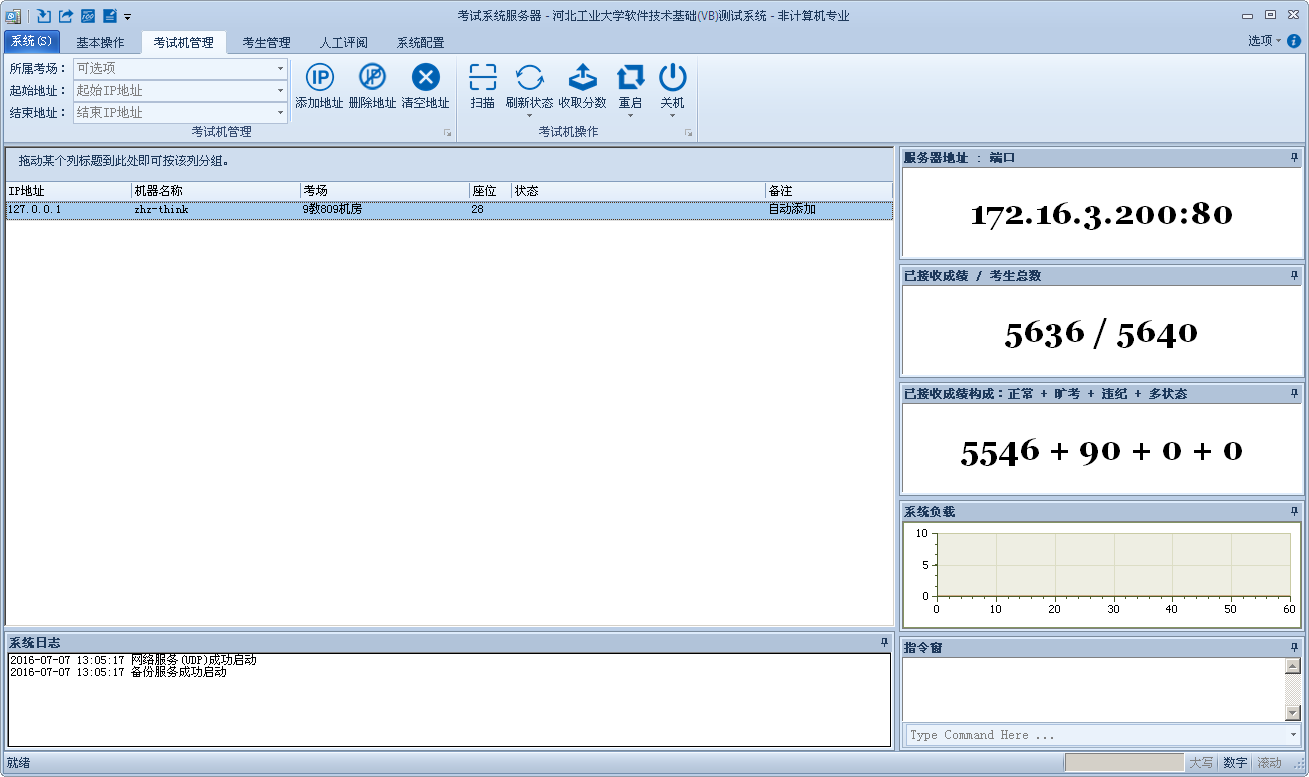 考试系统服务器 - 河北工业大学软件技术基础(VB)测试系统 - 非计算机专业
系统(S) 基本操作 考试机管理 考生管理 人工评阅 系统配置 选项
所属考场： 可选项
起始地址： 起始IP地址
结束地址： 结束IP地址
IP IP
添加地址 删除地址 清空地址 扫描 刷新状态 收取分数 重启 关机
考试机管理 考试机操作
拖动某个列标题到此处即可按该列分组。
IP地址 机器名称 考场 座位 状态 备注
127.0.0.1 zhz-think 9教809机房 28 自动添加
服务器地址 : 端口
172.16.3.200:80
已接收成绩 / 考生总数
5636 / 5640
已接收成绩构成：正常 + 旷考 + 违纪 + 多状态
5546 + 90 + 0 + 0
系统负载
10
5
0
0 10 20 30 40 50 60
系统日志
2016-07-07 13:05:17 网络服务(UDP)成功启动
2016-07-07 13:05:17 备份服务成功启动
指令窗
Type Command Here ...
就绪 大写 数字 滚动